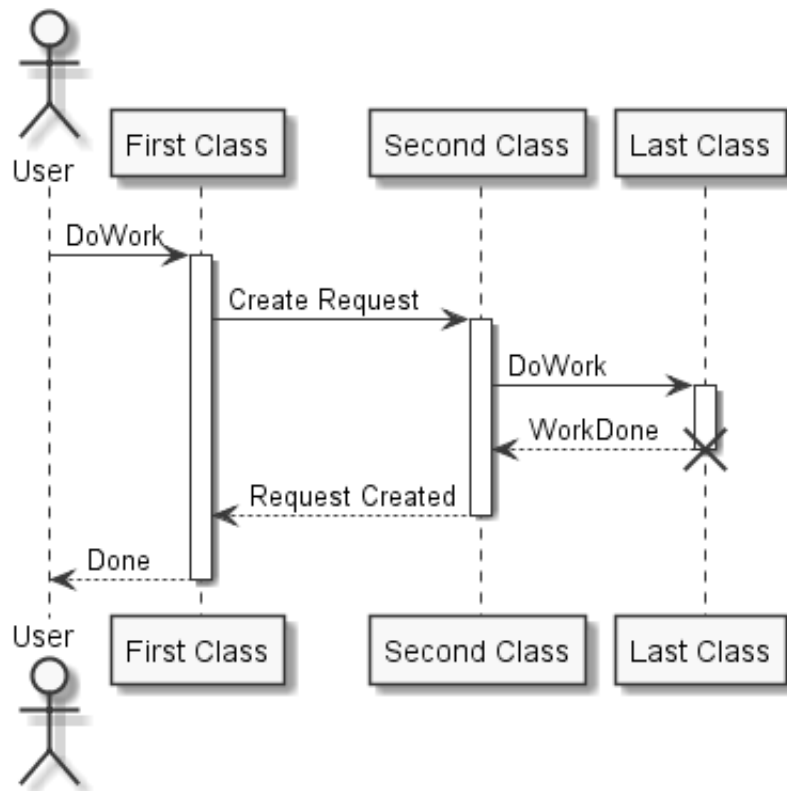 User
First Class
Second Class
Last Class
DoWork
Create Request
DoWork
WorkDone
Request Created
Done
User
First Class
Second Class
Last Class